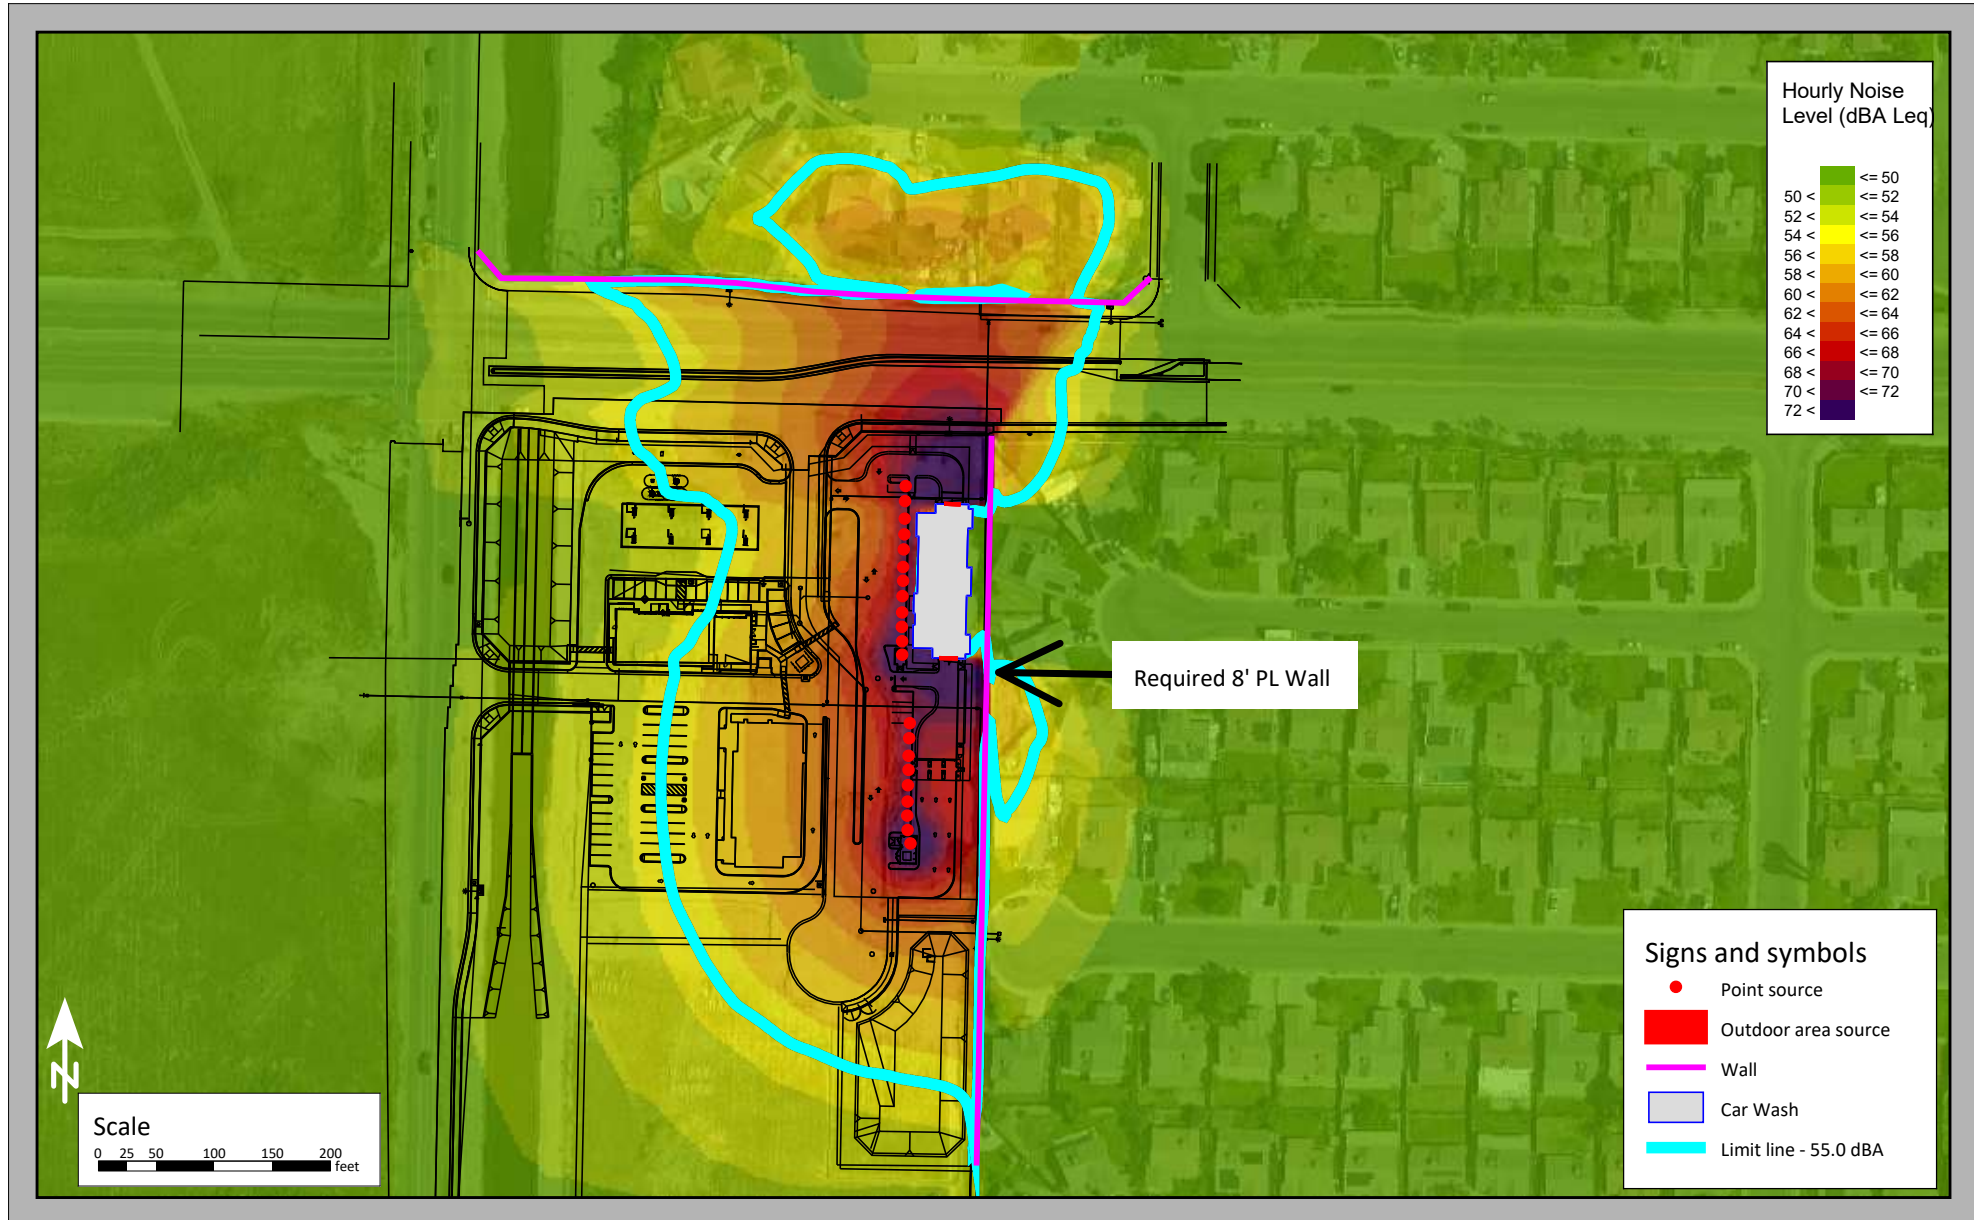 Hourly Noise
Level (dBA Leq)
<= 50
50 < <= 52
52 < <= 54
54 < <= 56
56 < <= 58
58 < <= 60
60 < <= 62
62 < <= 64
64 < <= 66
66 < <= 68
68 < <= 70
70 < <= 72
72 <
Required 8' PL Wall
Signs and symbols
Point source
Outdoor area source
Wall
Car Wash
Limit line - 55.0 dBA
N
Scale
0 25 50 100 150 200
feet